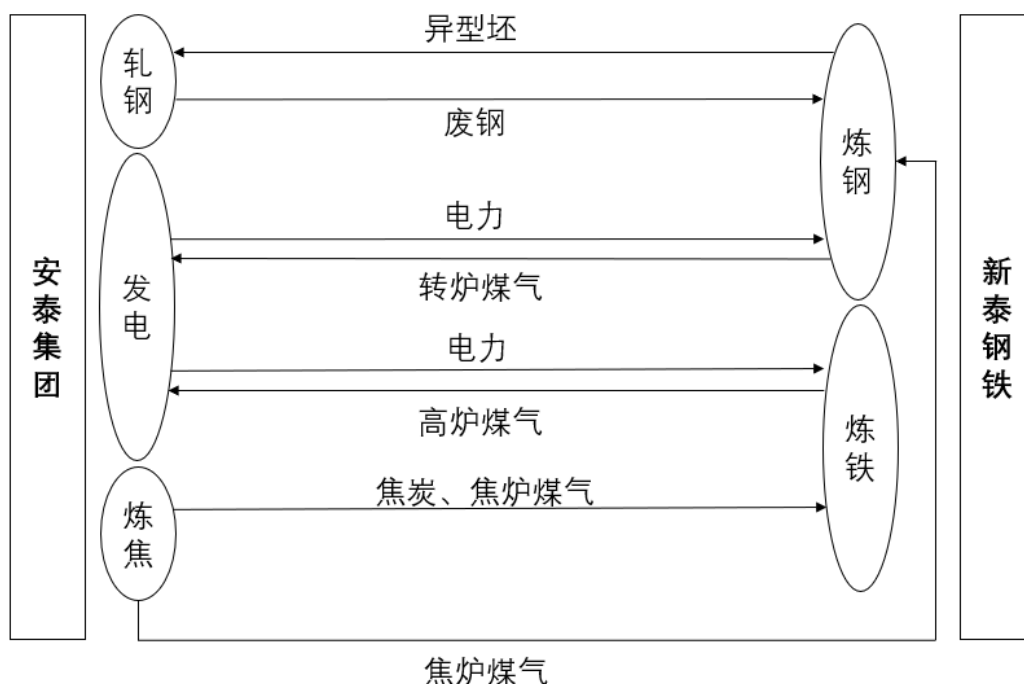 异型坯
轧钢
废钢
炼钢
电力
安泰集团
发电
转炉煤气
新泰钢铁
电力
高炉煤气
炼铁
焦炭、焦炉煤气
炼焦
焦炉煤气